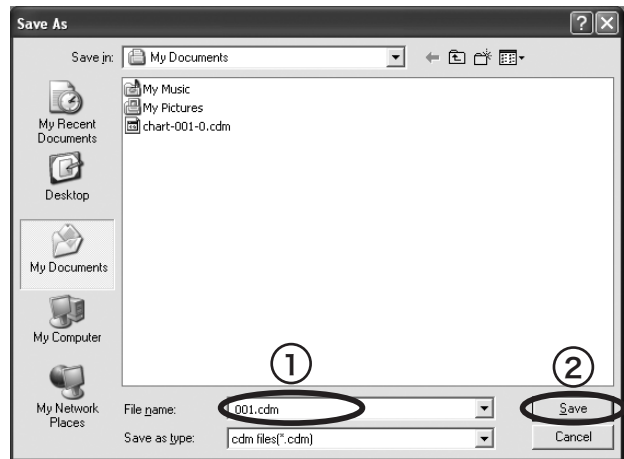 Save As
Save in:
My Documents
My Recent
Documents
Desktop
My Documents
My Computer
My Network
Places
My Music
My Pictures
chart-001-0.cdm
1
2
File name:
001.cdm
Save
Save as type:
cdm files(*.cdm)
Cancel